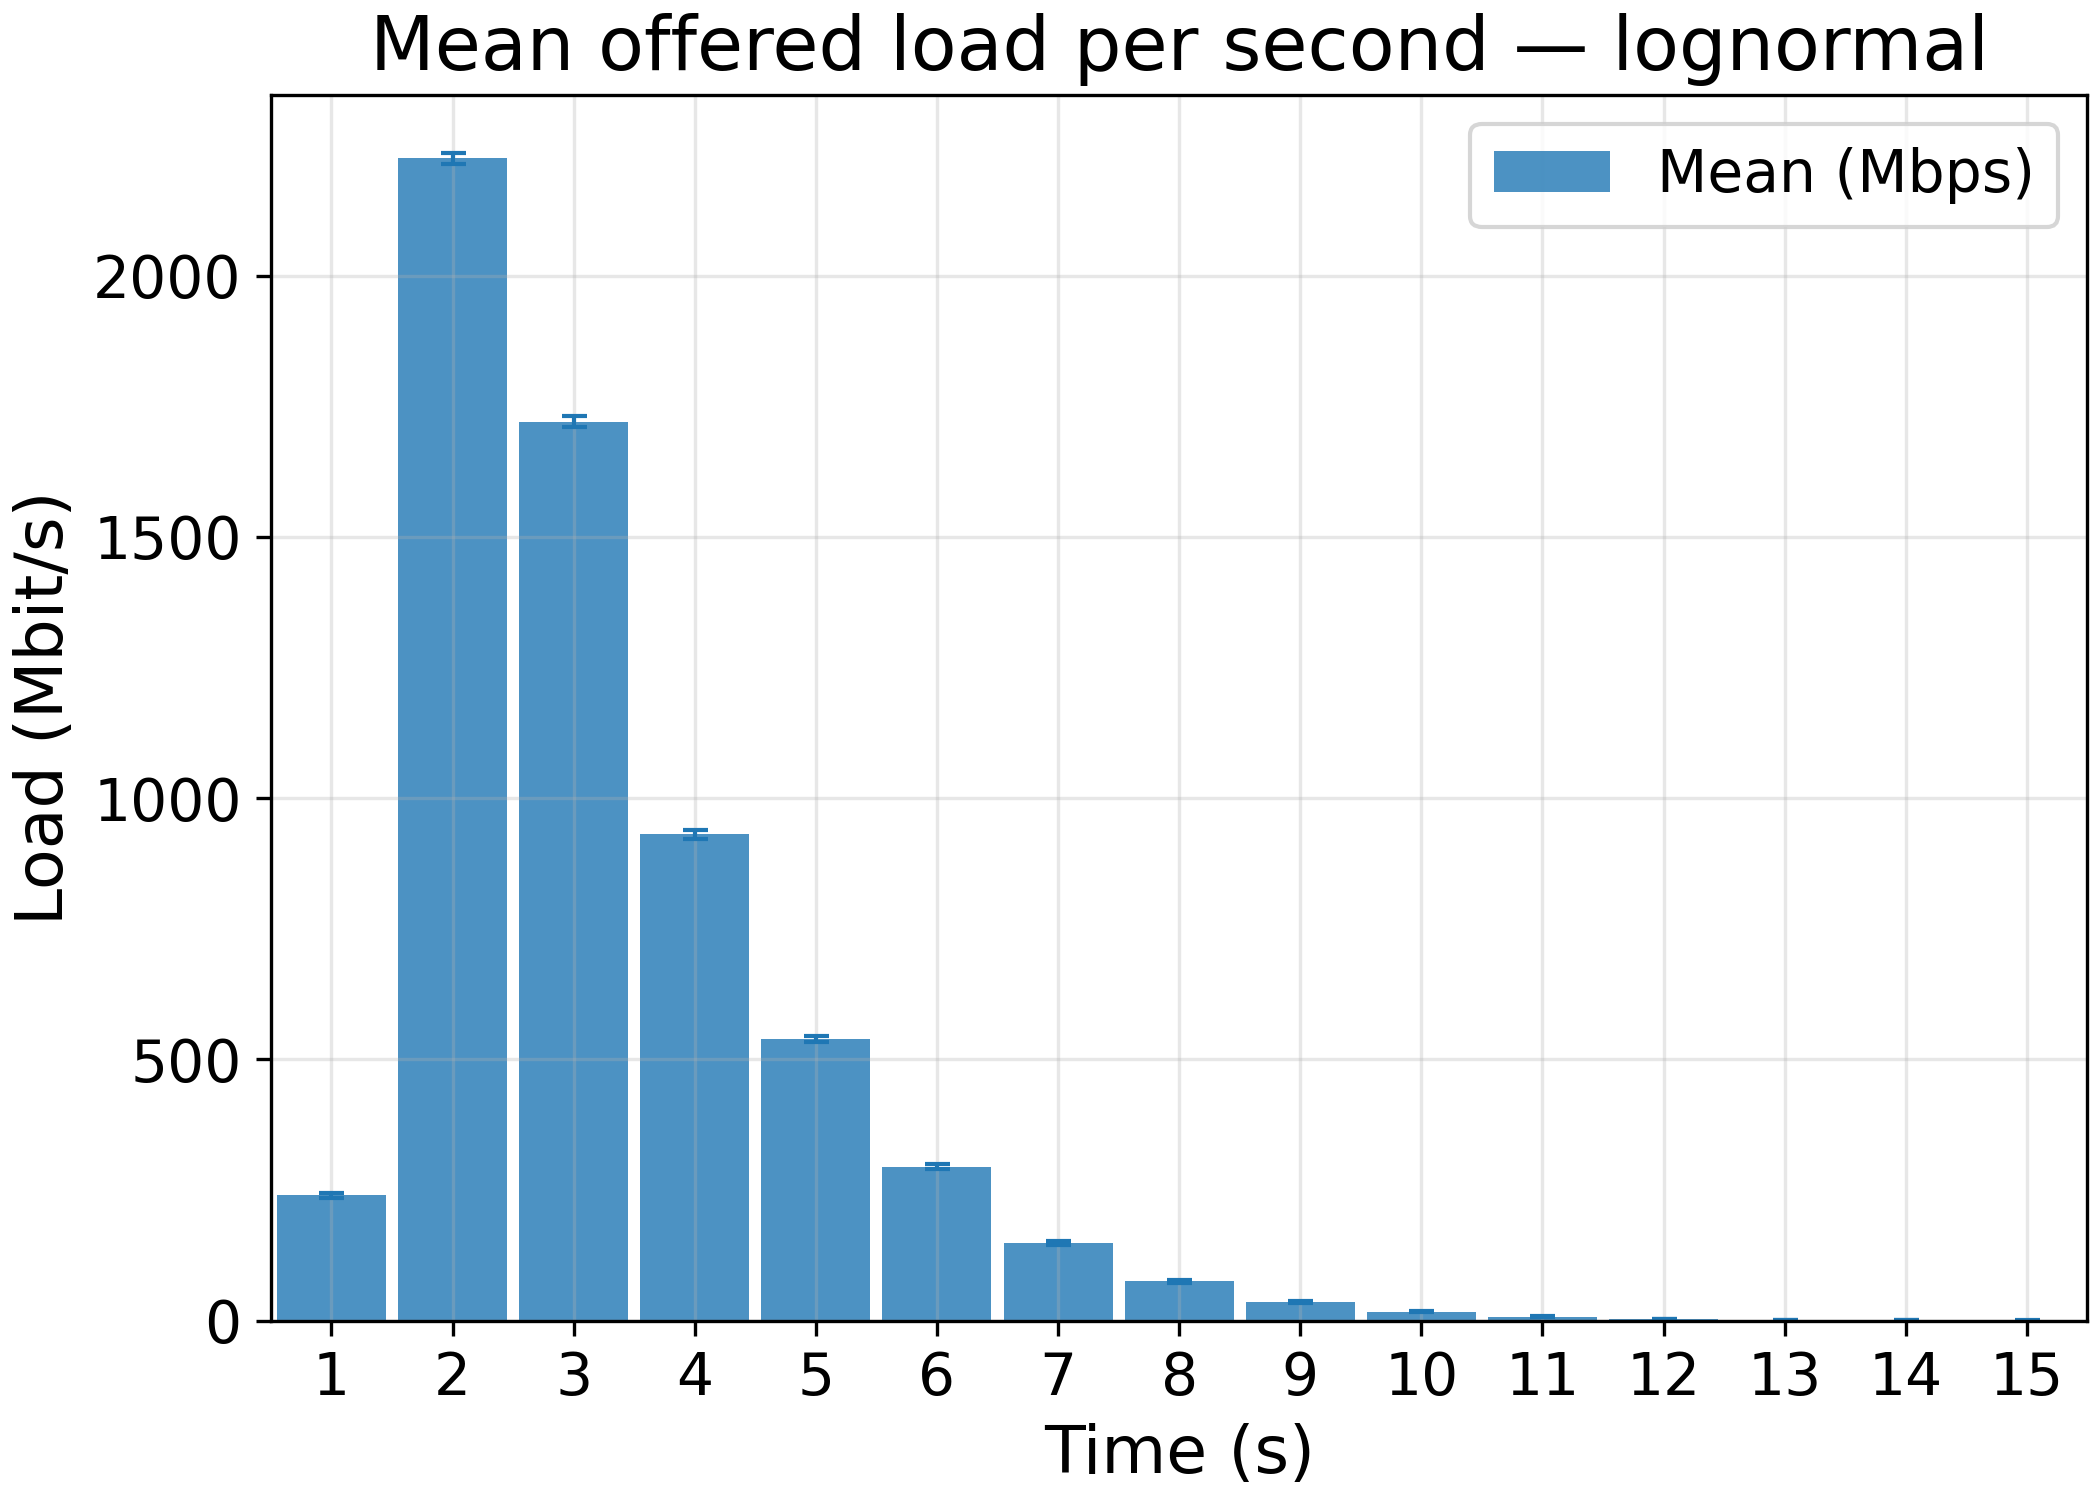 Mean offered load per second — lognormal
Mean (Mbps)
Load (Mbit/s)
2000
1500
1000
500
0
1 2 3 4 5 6 7 8 9 10 11 12 13 14 15
Time (s)